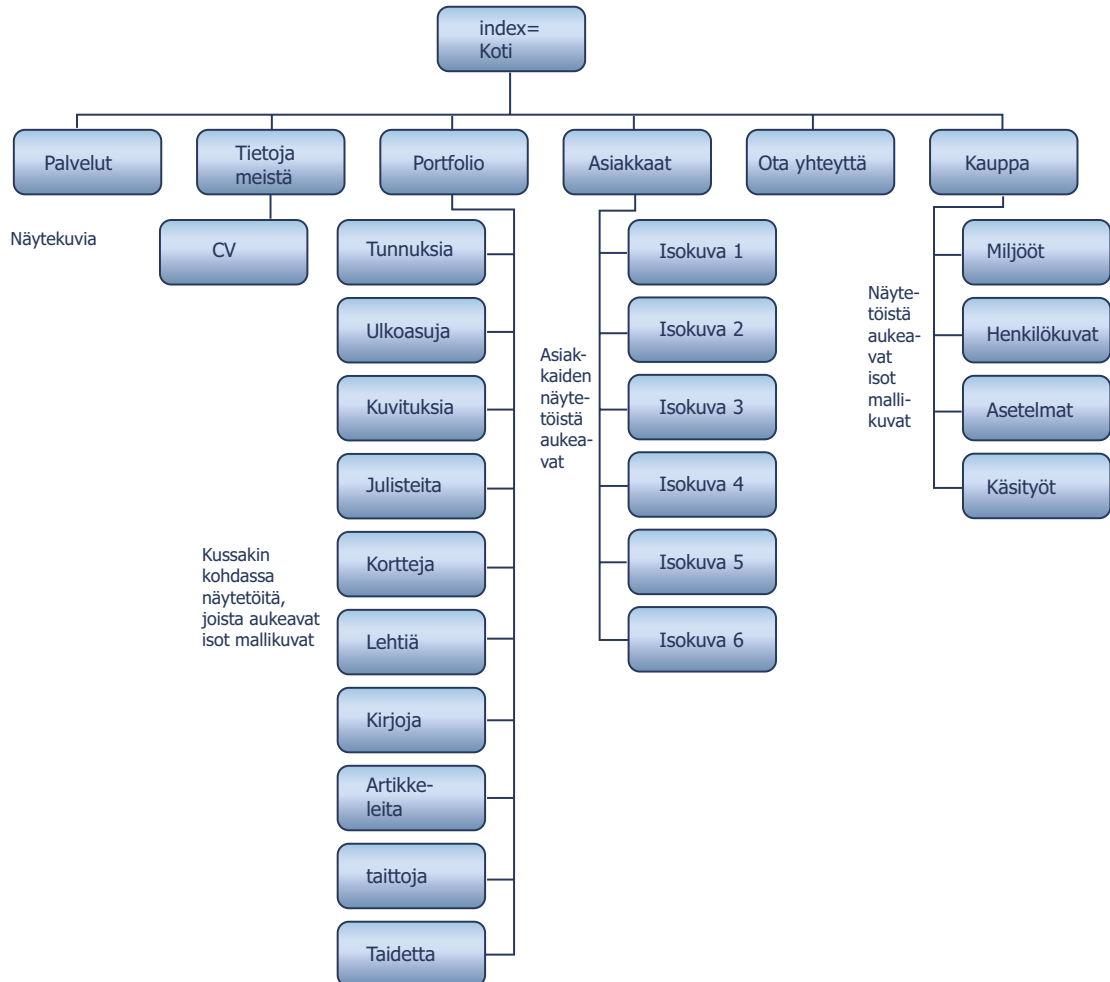 index=
Koti
Palvelut
Tietoja
meistä
Portfolio
Asiakkaat
Ota yhteyttä
Kauppa
Näytekuvia
CV
Tunnuksia
Ulkoasuja
Kuvituksia
Julisteita
Kortteja
Lehtiä
Kirjoja
Artikke-
leita
taittoja
Taidetta
Kussakin
kohdassa
näytetöitä,
joista aukeavat
isot mallikuvat
Isokuva 1
Isokuva 2
Isokuva 3
Isokuva 4
Isokuva 5
Isokuva 6
Asiak-
kaiden
näyte-
töistä
aukea-
vat
Miljööt
Henkilökuvat
Asetelmat
Käsityöt
Näyte-
töistä
aukea-
vat
isot
malli-
kuvat